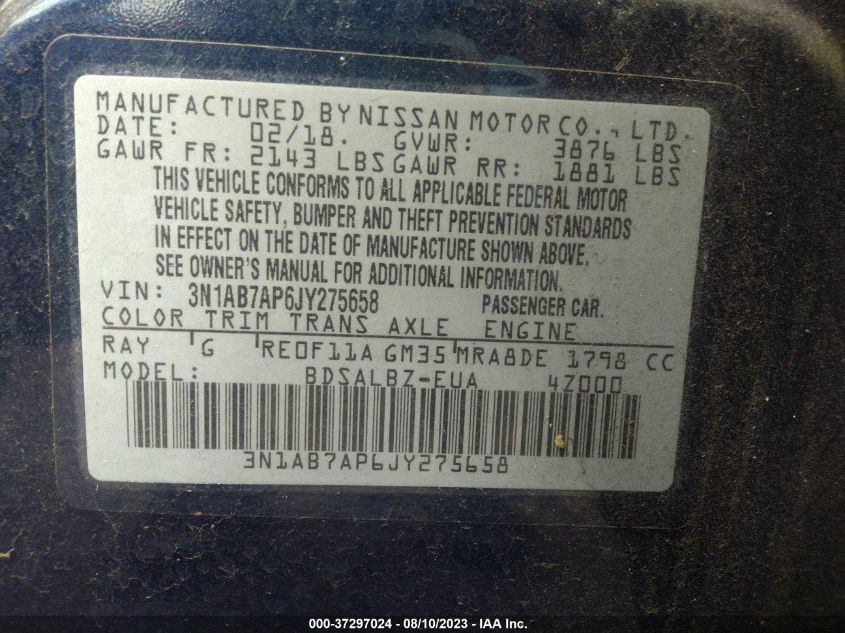 MANUFACTURED BY NISSAN MOTOR CO., LTD.
DATE: 02/18. GVWR: 3876 LBS
GAWR FR: 2143 LBS GAWR RR: 1881 LBS
THIS VEHICLE CONFORMS TO ALL APPLICABLE FEDERAL MOTOR
VEHICLE SAFETY, BUMPER AND THEFT PREVENTION STANDARDS
IN EFFECT ON THE DATE OF MANUFACTURE SHOWN ABOVE.
SEE OWNER'S MANUAL FOR ADDITIONAL INFORMATION.
VIN: 3N1AB7AP6JY275658 PASSENGER CAR.
COLOR TRIM TRANS AXLE ENGINE
RAY G RE0F11A GM35 MRA8DE 1798 CC
MODEL: BDSALBZ-EUA 4Z000
3N1AB7AP6JY275658
000-37297024 - 08/10/2023 - IAA Inc.